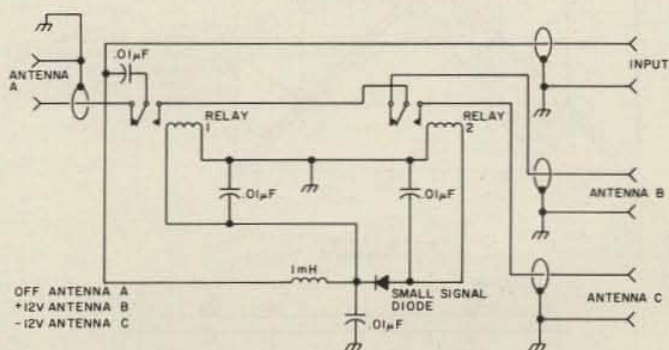 .01µF
INPUT
ANTENNA
A
RELAY
1
RELAY
2
.01µF
.01µF
ANTENNA B
1mH
OFF ANTENNA A
+12V ANTENNA B
-12V ANTENNA C
SMALL SIGNAL
DIODE
.01µF
ANTENNA C